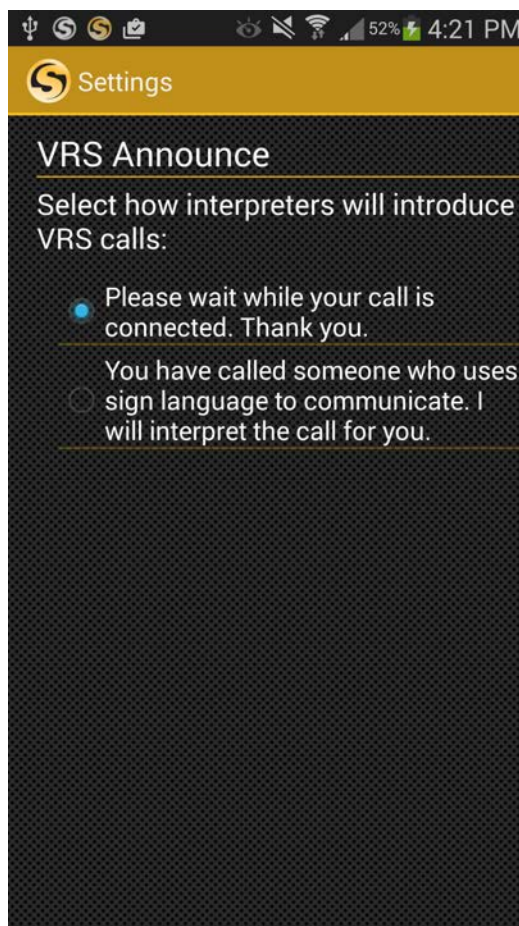 52% 4:21 PM
Settings
VRS Announce
Select how interpreters will introduce
VRS calls:
Please wait while your call is
connected. Thank you.
You have called someone who uses
sign language to communicate. I
will interpret the call for you.